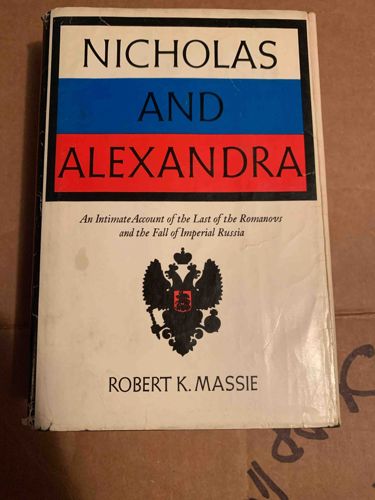 NICHOLAS
AND
ALEXANDRA
An Intimate Account of the Last of the Romanovs
and the Fall of Imperial Russia
ROBERT K. MASSIE